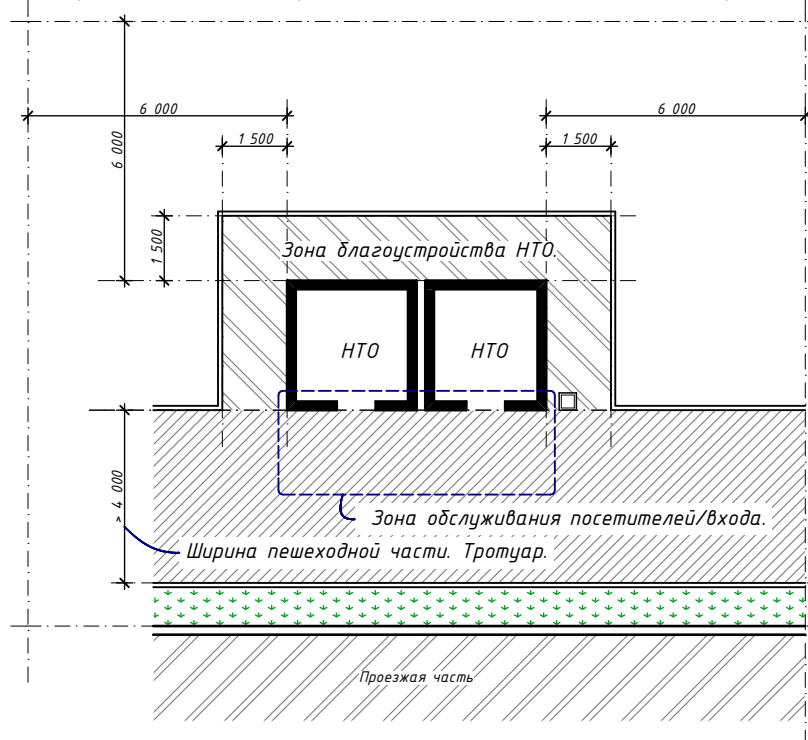 6 000
6 000
1 500
1 500
6 000
1 500
Зона благоустройства НТО.
НТО
НТО
> 4 000
Зона обслуживания посетителей/входа.
Ширина пешеходной части. Тротуар.
Проезжая часть